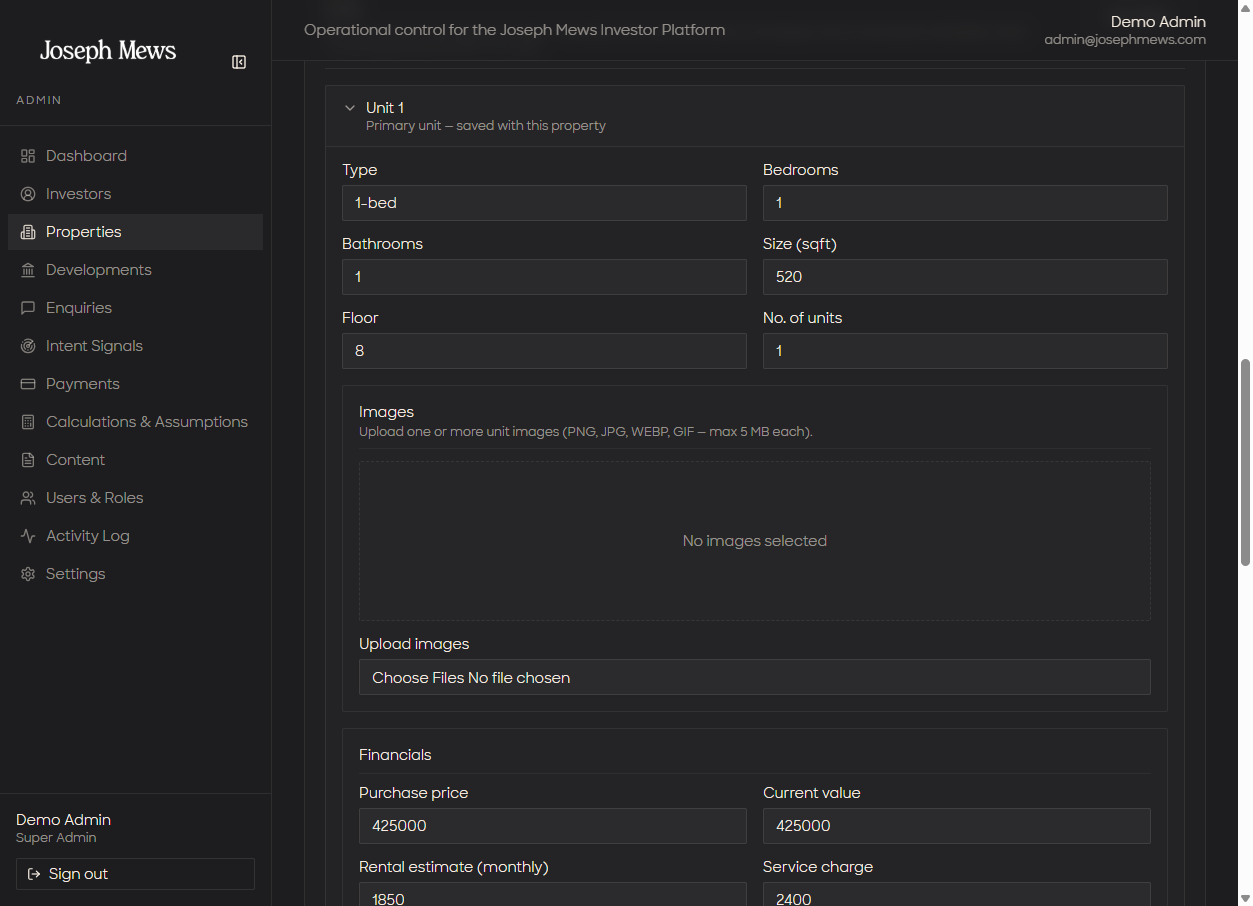 Joseph Mews
ADMIN
Dashboard
Investors
Properties
Developments
Enquiries
Intent Signals
Payments
Calculations & Assumptions
Content
Users & Roles
Activity Log
Settings
Demo Admin
Super Admin
Sign out
Operational control for the Joseph Mews Investor Platform
Demo Admin
admin@josephmews.com
Unit 1
Primary unit — saved with this property
Type
Bedrooms
1-bed
1
Bathrooms
Size (sqft)
1
520
Floor
No. of units
8
1
Images
Upload one or more unit images (PNG, JPG, WEBP, GIF — max 5 MB each).
No images selected
Upload images
Choose Files No file chosen
Financials
Purchase price
Current value
425000
425000
Rental estimate (monthly)
Service charge
1850
2400